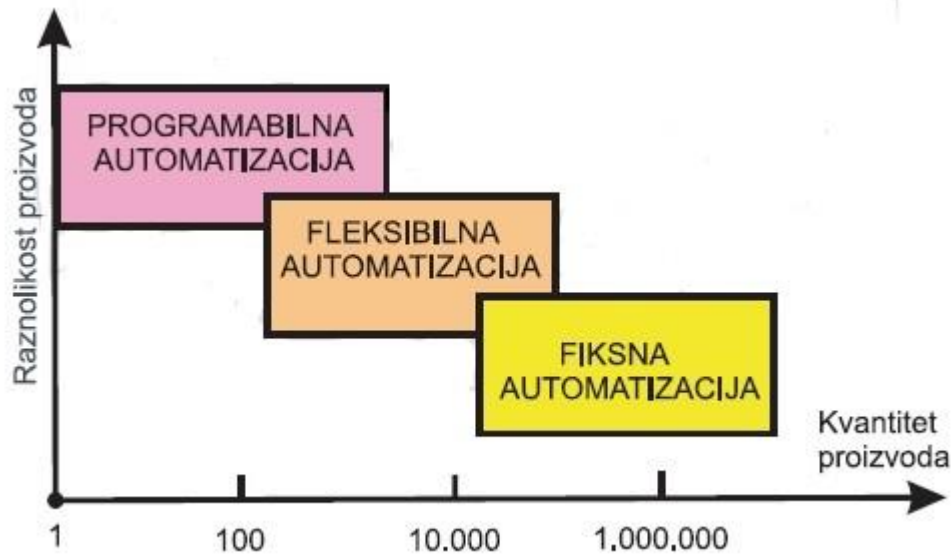 Raznolikost proizvoda
PROGRAMABILNA
AUTOMATIZACIJA
FLEKSIBILNA
AUTOMATIZACIJA
FIKSNA
AUTOMATIZACIJA
Kvantitet
proizvoda
1
100
10.000
1.000,000